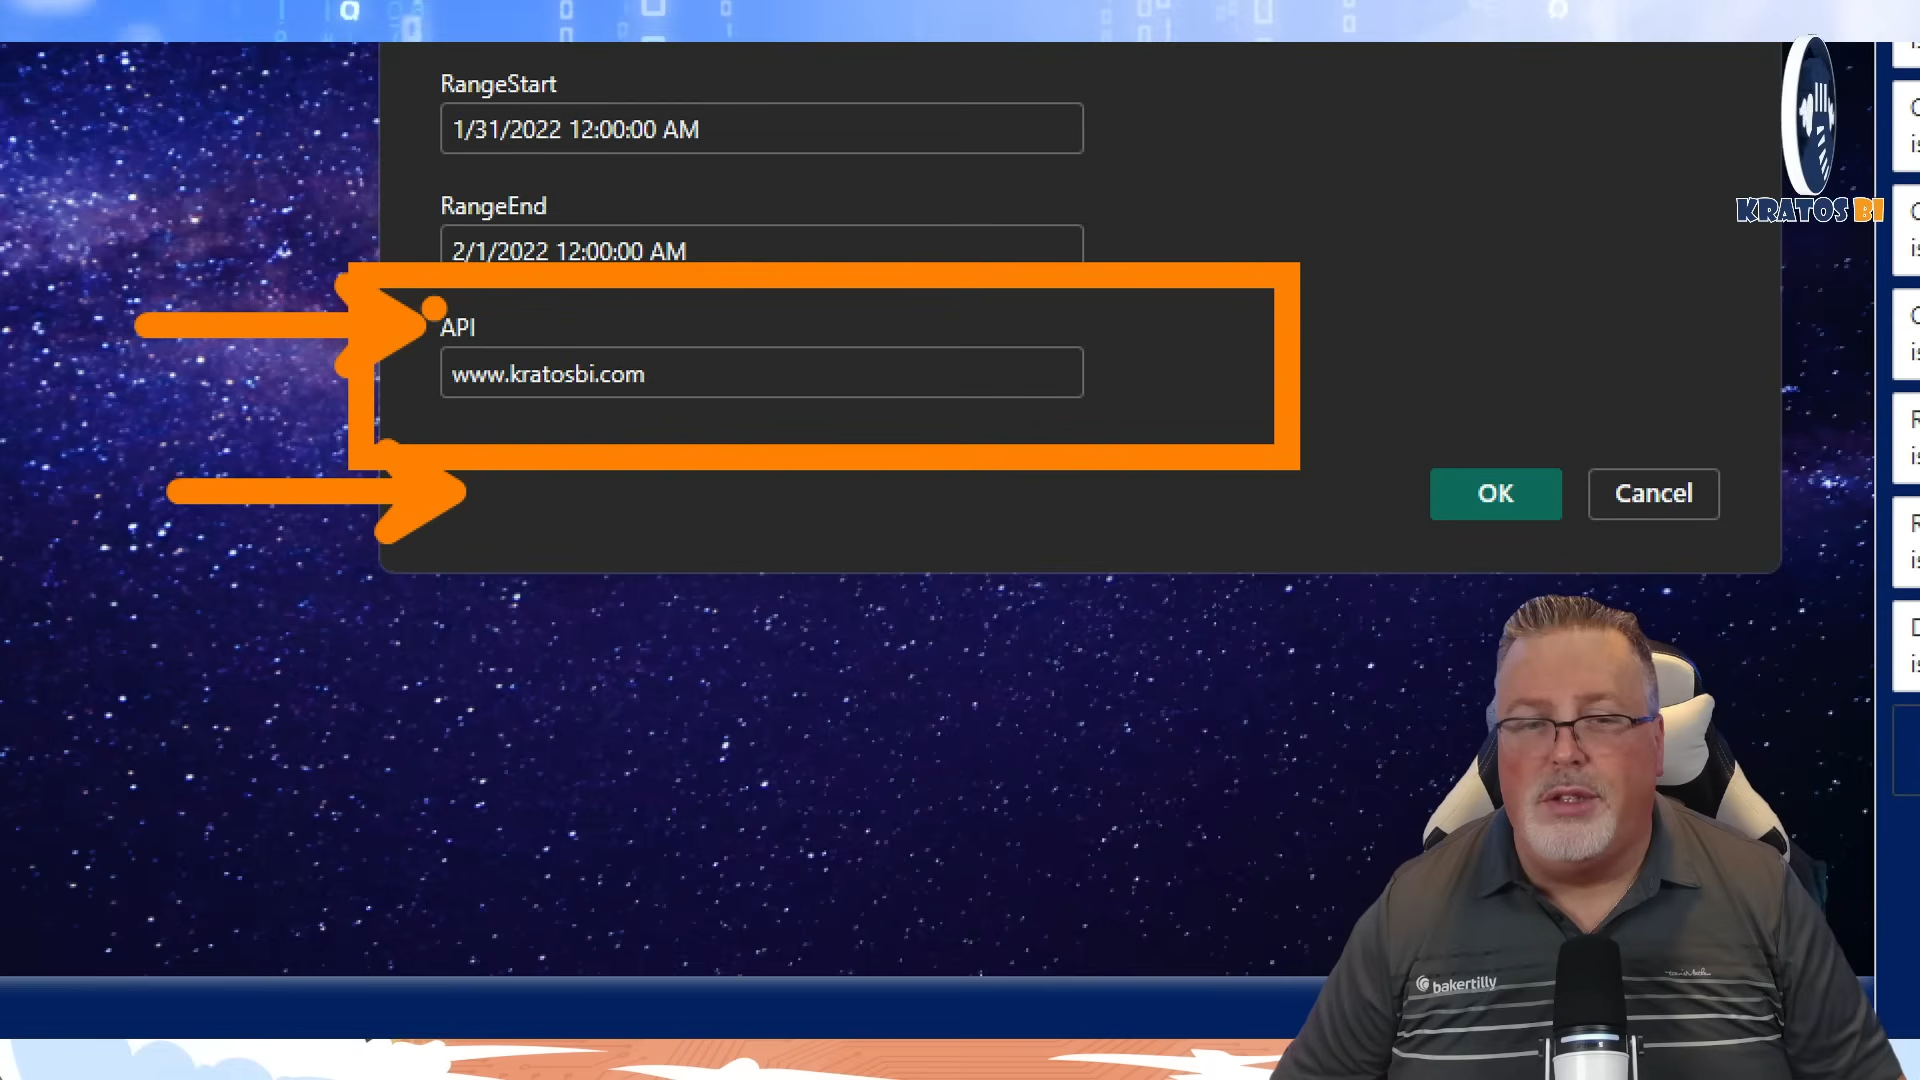 RangeStart
1/31/2022 12:00:00 AM
KRATOS BI
RangeEnd
2/1/2022 12:00:00 AM
API
www.kratosbi.com
OK
Cancel
bakertilly